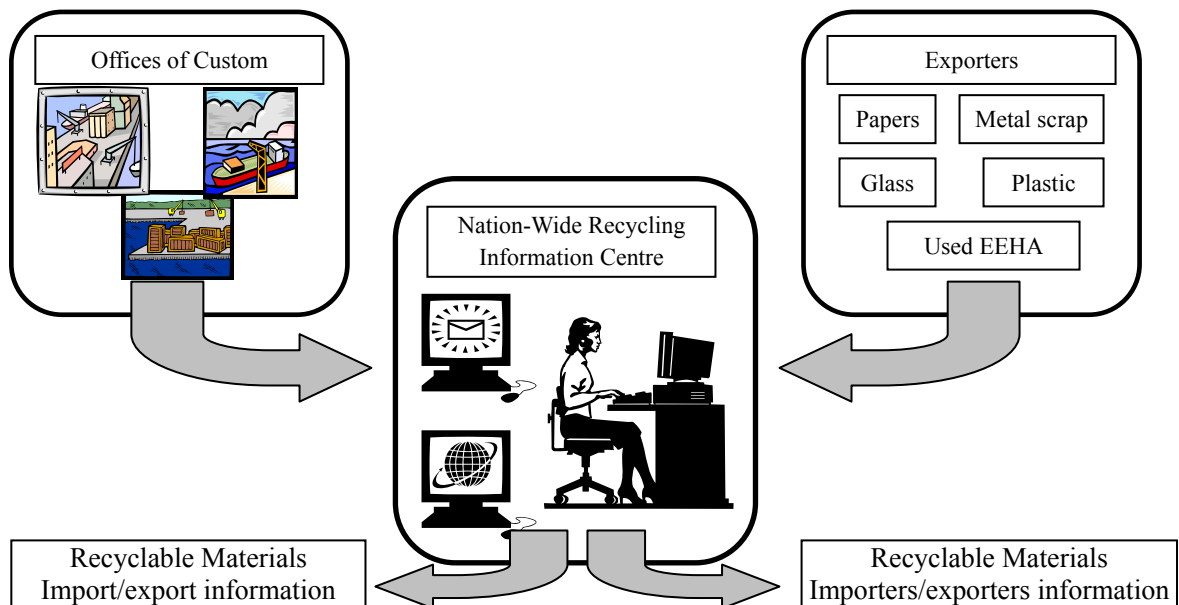 Offices of Custom
Exporters
Papers
Metal scrap
Glass
Plastic
Used EEHA
Nation-Wide Recycling
Information Centre
Recyclable Materials
Import/export information
Recyclable Materials
Importers/exporters information